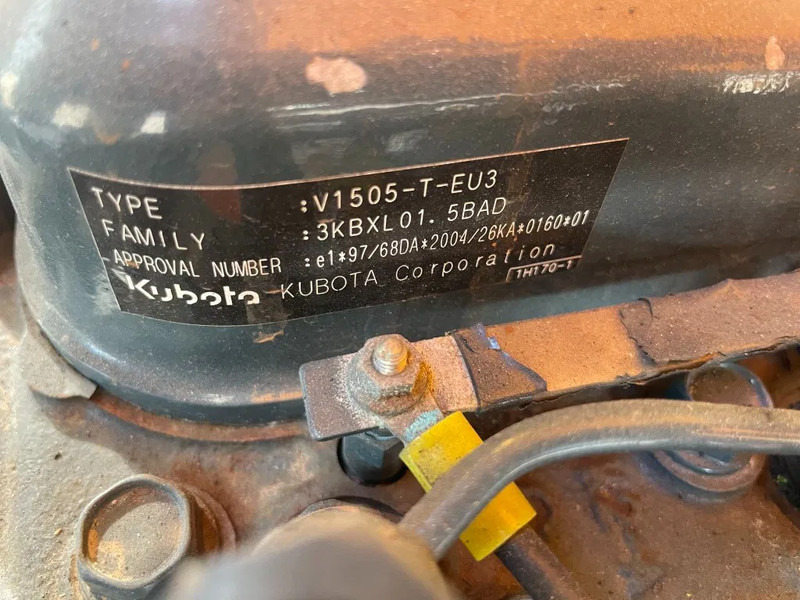 TYPE :V1505-T-EU3
FAMILY :3KBXL01.5BAD
APPROVAL NUMBER :e1*97/68DA*2004/26KA*0160*01
Kubota KUBOTA Corporation 1H170-1